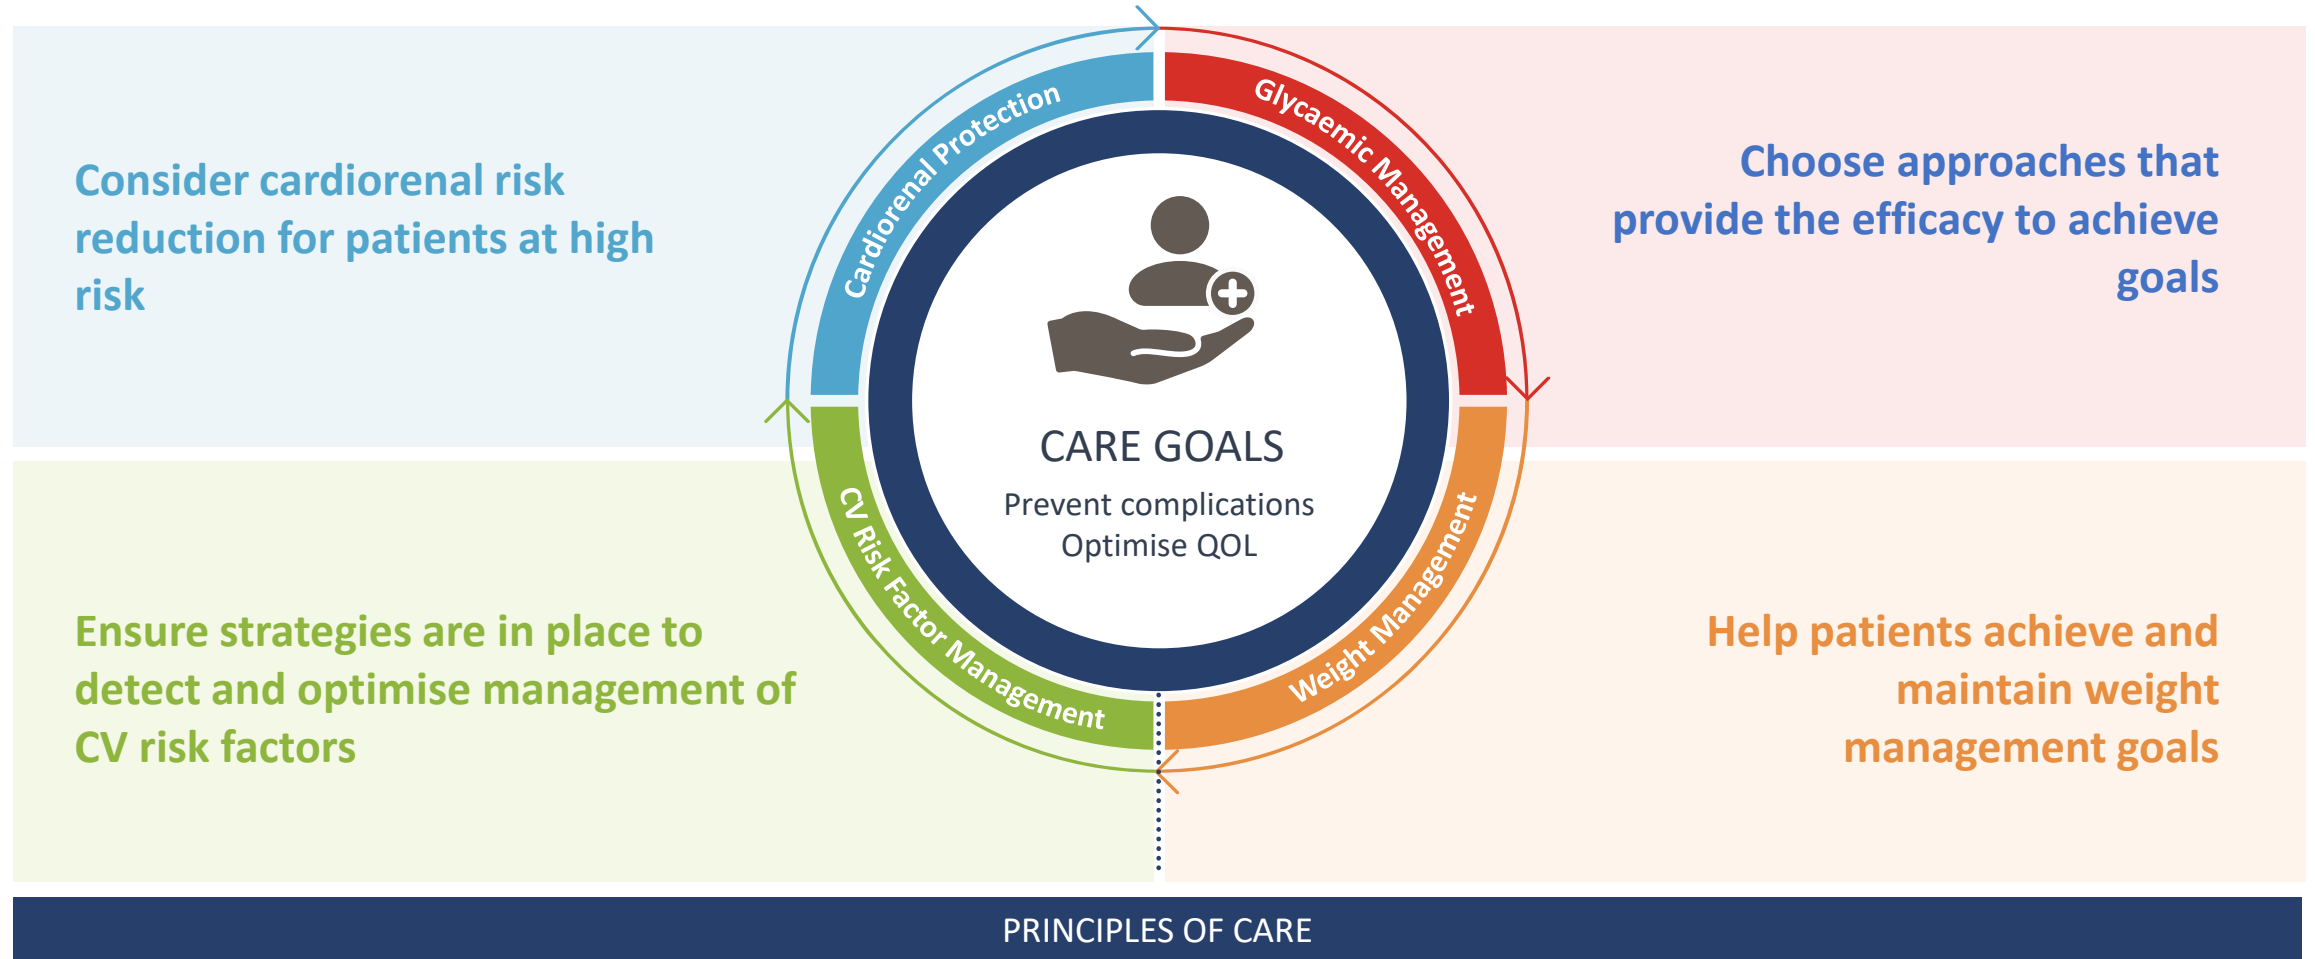 Consider cardiorenal risk
reduction for patients at high
risk
Cardiorenal Protection
Glycaemic Management
Choose approaches that
provide the efficacy to achieve
goals
CARE GOALS
Prevent complications
Optimise QOL
Ensure strategies are in place to
detect and optimise management of
CV risk factors
CV Risk Factor Management
Weight Management
Help patients achieve and
maintain weight
management goals
PRINCIPLES OF CARE